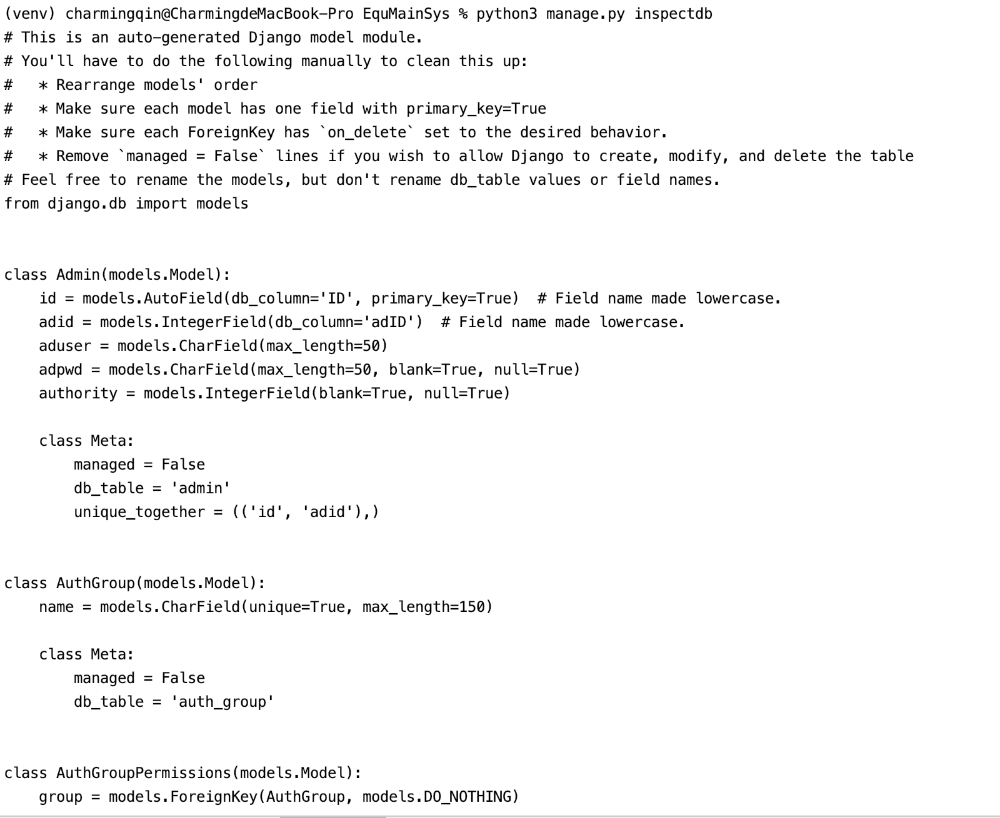 (venv) charmingqin@CharmingdeMacBook-Pro EquMainSys % python3 manage.py inspectdb
# This is an auto-generated Django model module.
# You'll have to do the following manually to clean this up:
#   * Rearrange models' order
#   * Make sure each model has one field with primary_key=True
#   * Make sure each ForeignKey has `on_delete` set to the desired behavior.
#   * Remove `managed = False` lines if you wish to allow Django to create, modify, and delete the table
# Feel free to rename the models, but don't rename db_table values or field names.
from django.db import models
class Admin(models.Model):
    id = models.AutoField(db_column='ID', primary_key=True)  # Field name made lowercase.
    adid = models.IntegerField(db_column='adID')  # Field name made lowercase.
    aduser = models.CharField(max_length=50)
    adpwd = models.CharField(max_length=50, blank=True, null=True)
    authority = models.IntegerField(blank=True, null=True)
    class Meta:
        managed = False
        db_table = 'admin'
        unique_together = (('id', 'adid'),)
class AuthGroup(models.Model):
    name = models.CharField(unique=True, max_length=150)
    class Meta:
        managed = False
        db_table = 'auth_group'
class AuthGroupPermissions(models.Model):
    group = models.ForeignKey(AuthGroup, models.DO_NOTHING)